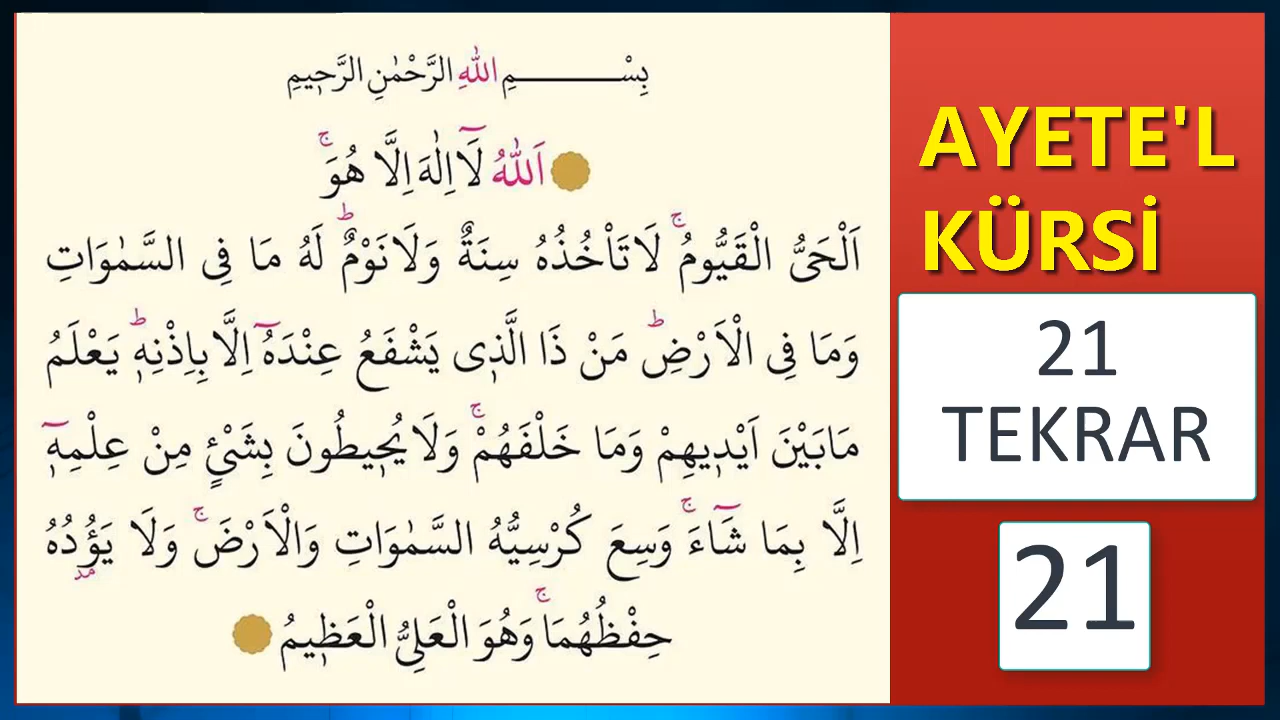 بِسْمِ اللّٰهِ الرَّحْمٰنِ الرَّح۪يمِ
اَللّٰهُ لَٓا اِلٰهَ اِلَّا هُوَۚ
اَلْحَىُّ الْقَيُّومُۚ لَا تَأْخُذُهُ سِنَةٌ وَلَا نَوْمٌۜ لَهُ مَا فِى السَّمٰوَاتِ
وَمَا فِى الْاَرْضِۜ مَنْ ذَا الَّذ۪ى يَشْفَعُ عِنْدَهُٓ اِلَّا بِاِذْنِه۪ۜ يَعْلَمُ
مَا بَيْنَ اَيْد۪يهِمْ وَمَا خَلْفَهُمْۚ وَلَا يُح۪يطُونَ بِشَىْءٍ مِنْ عِلْمِه۪ٓ
اِلَّا بِمَا شَٓاءَۚ وَسِعَ كُرْسِيُّهُ السَّمٰوَاتِ وَالْاَرْضَۚ وَلَا يَؤُ۫دُهُ
حِفْظُهُمَاۚ وَهُوَ الْعَلِىُّ الْعَظ۪يمُ
AYETE'L
KÜRSİ
21
TEKRAR
21